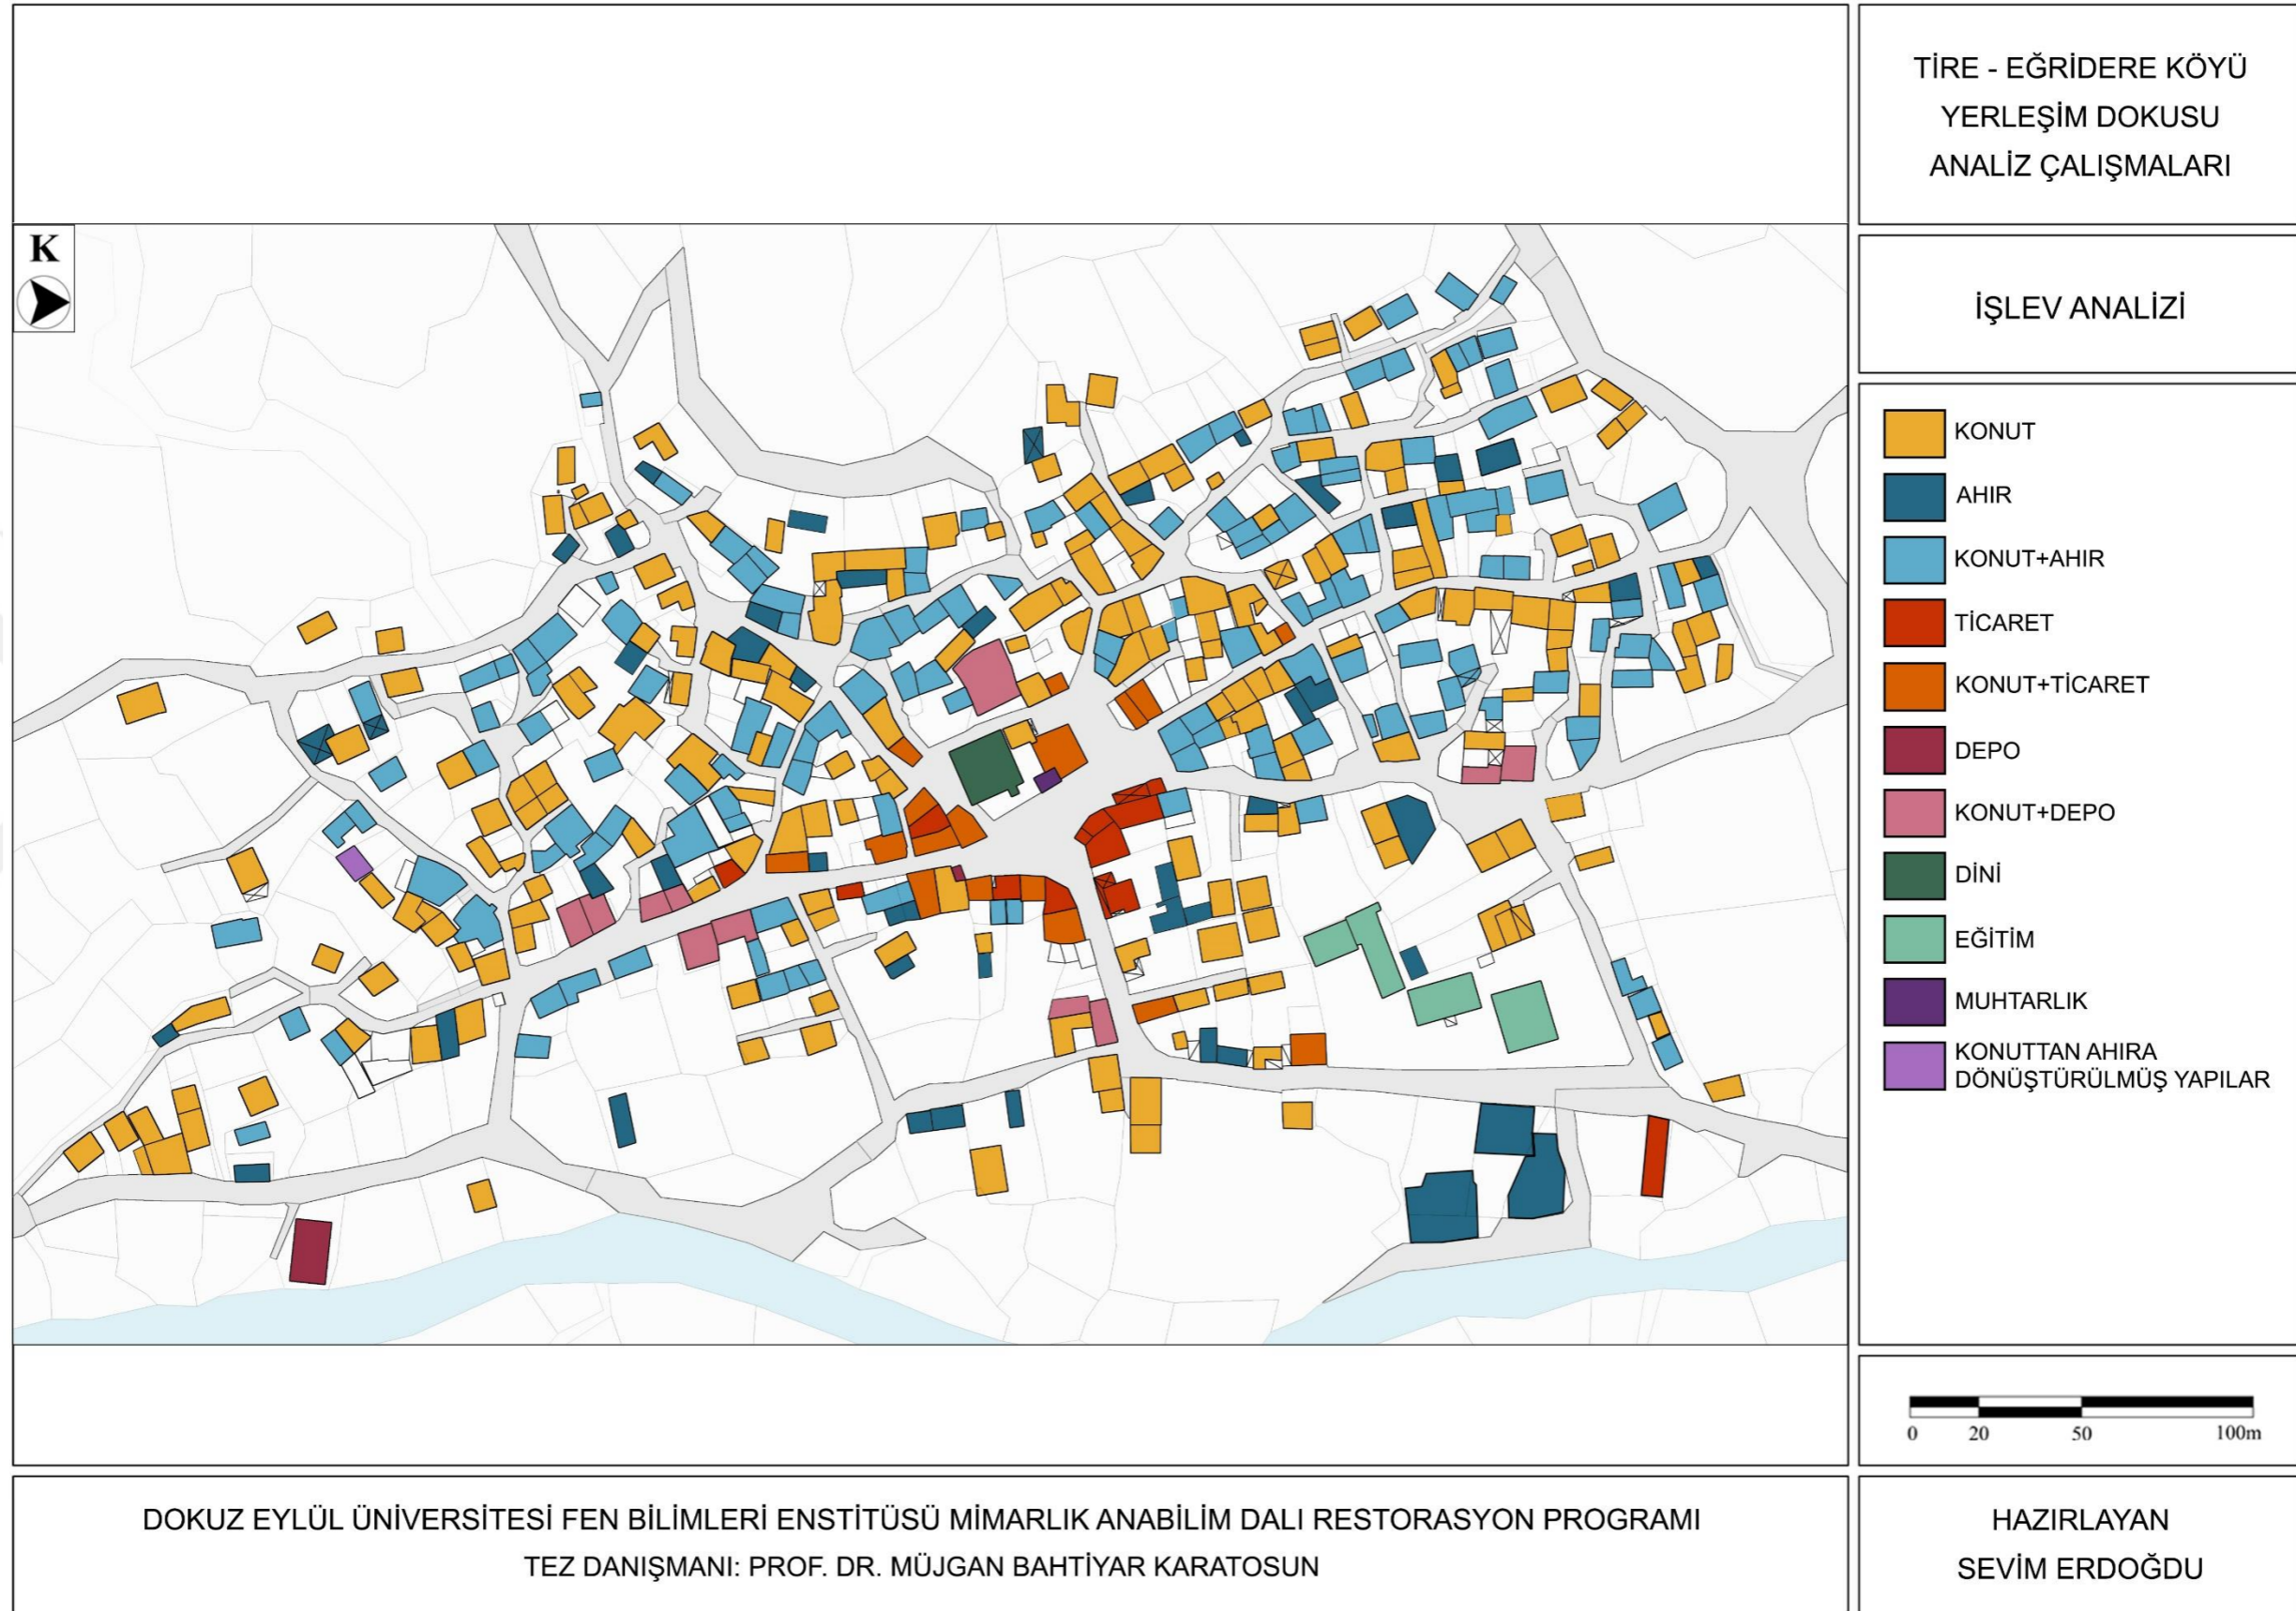 TİRE - EĞRİDERE KÖYÜ
YERLEŞİM DOKUSU
ANALİZ ÇALIŞMALARI
K
İŞLEV ANALİZİ
KONUT
AHIR
KONUT+AHIR
TİCARET
KONUT+TİCARET
DEPO
KONUT+DEPO
DİNİ
EĞİTİM
MUHTARLIK
KONUTTAN AHIRA
DÖNÜŞTÜRÜLMÜŞ YAPILAR
0 20 50 100m
DOKUZ EYLÜL ÜNİVERSİTESİ FEN BİLİMLERİ ENSTİTÜSÜ MİMARLIK ANABİLİM DALI RESTORASYON PROGRAMI
TEZ DANIŞMANI: PROF. DR. MÜJGAN BAHTİYAR KARATOSUN
HAZIRLAYAN
SEVİM ERDOĞDU